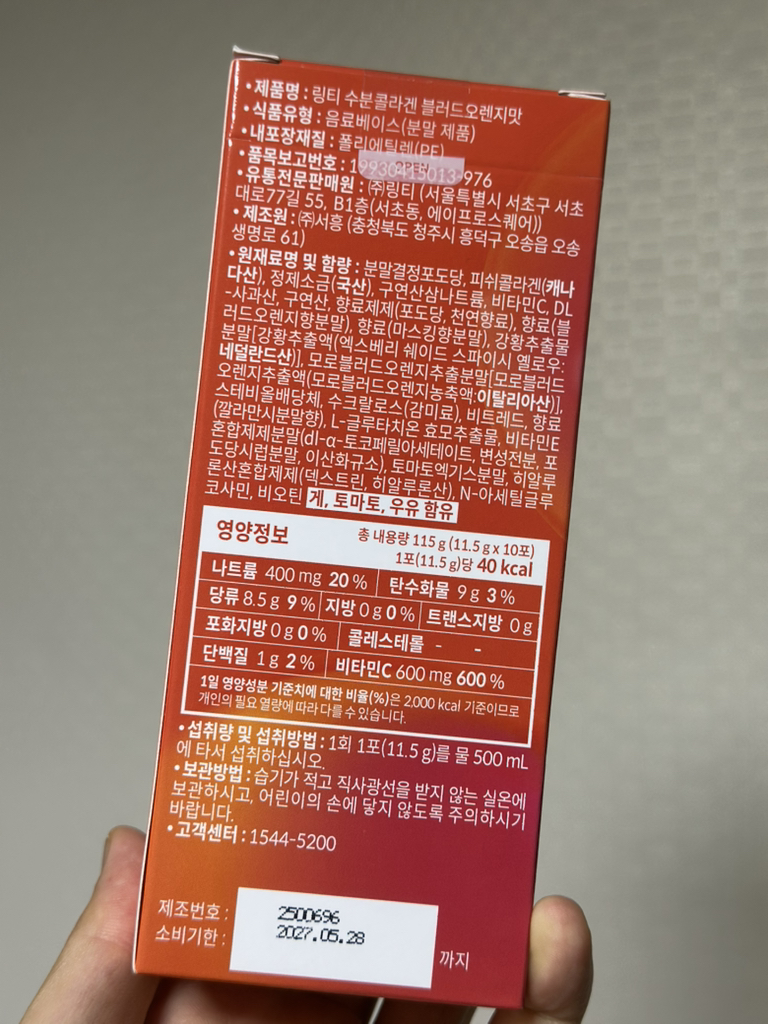 •제품명 : 링티 수분콜라겐 블러드오렌지맛
•식품유형 : 음료베이스(분말 제품)
•내포장재질 : 폴리에틸렌(PE)
•품목보고번호 : 19930415013-976
•유통전문판매원 : ㈜링티 (서울특별시 서초구 서초
대로77길 55, B1층(서초동, 에이프로스퀘어))
•제조원 : ㈜서흥 (충청북도 청주시 흥덕구 오송읍 오송
생명로 61)
•원재료명 및 함량 : 분말결정포도당, 피쉬콜라겐(캐나
다산), 정제소금(국산), 구연산삼나트륨, 비타민C, DL
-사과산, 구연산, 향료제제(포도당, 천연향료), 향료(블
러드오렌지향분말), 향료(마스킹향분말), 강황추출물
분말[강황추출액(엑스베리 쉐이드 스파이시 옐로우:
네덜란드산)], 모로블러드오렌지추출분말[모로블러드
오렌지추출액(모로블러드오렌지농축액:이탈리아산)],
스테비올배당체, 수크랄로스(감미료), 비트레드, 향료
(깔라만시분말향), L-글루타치온 효모추출물, 비타민E
혼합제제분말(dl-α-토코페릴아세테이트, 변성전분, 포
도당시럽분말, 이산화규소), 토마토엑기스분말, 히알루
론산혼합제제(덱스트린, 히알루론산), N-아세틸글루
코사민, 비오틴 게, 토마토, 우유 함유
영양정보 총 내용량 115 g (11.5 g x 10포)
1포(11.5 g)당 40 kcal
나트륨 400 mg 20 % 탄수화물 9 g 3 %
당류 8.5 g 9 % 지방 0 g 0 % 트랜스지방 0 g
포화지방 0 g 0 % 콜레스테롤 - -
단백질 1 g 2 % 비타민C 600 mg 600 %
1일 영양성분 기준치에 대한 비율(%)은 2,000 kcal 기준이므로
개인의 필요 열량에 따라 다를 수 있습니다.
•섭취량 및 섭취방법 : 1회 1포(11.5 g)를 물 500 mL
에 타서 섭취하십시오.
•보관방법 : 습기가 적고 직사광선을 받지 않는 실온에
보관하시고, 어린이의 손에 닿지 않도록 주의하시기
바랍니다.
•고객센터 : 1544-5200
제조번호 : 2500696
소비기한 : 2027.05.28 까지